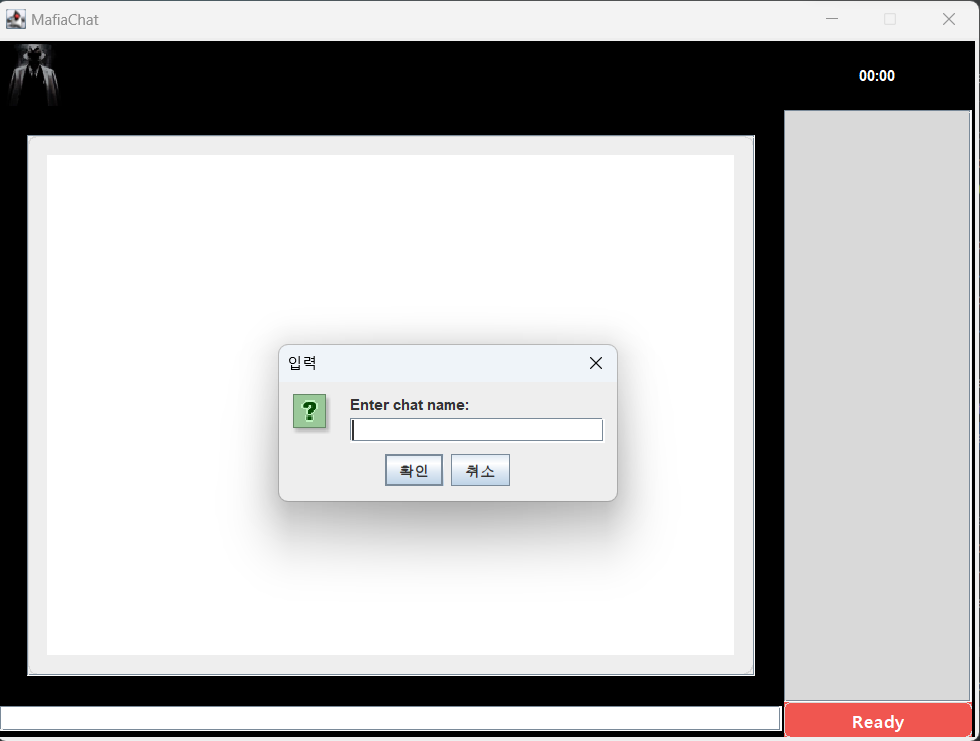 MafiaChat
00:00
입력
?
Enter chat name:
확인 취소
Ready